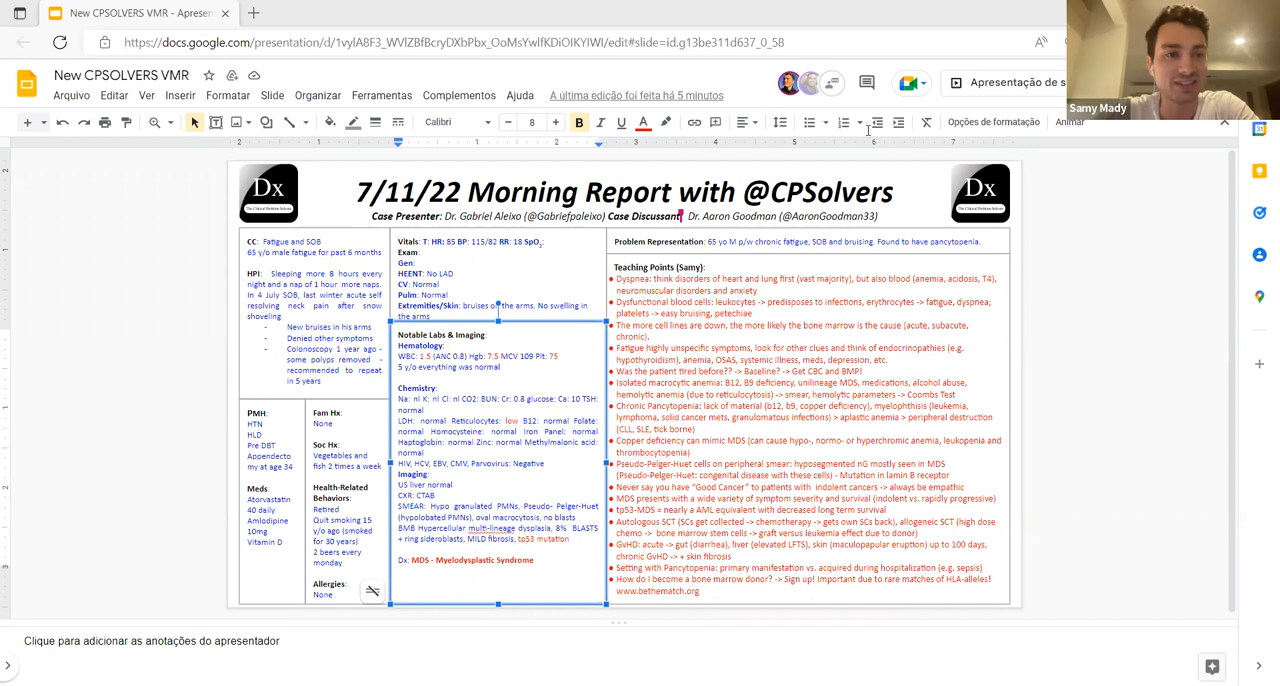 New CPSOLVERS VMR - Apresen
https://docs.google.com/presentation/d/1vylA8F3_WVlZBfBcryDXbPbx_OoMsYwlfKDiOIKYIWI/edit#slide=id.g13be311d637_0_58
New CPSOLVERS VMR
Arquivo Editar Ver Inserir Formatar Slide Organizar Ferramentas Complementos Ajuda A última edição foi feita há 5 minutos
Apresentação de s
Samy Mady
Calibri 8 Opções de formatação Animar
Dx
7/11/22 Morning Report with @CPSolvers
Case Presenter: Dr. Gabriel Aleixo (@Gabriefpaleixo) Case Discussant Dr. Aaron Goodman (@AaronGoodman33)
Dx
CC: Fatigue and SOB
65 y/o male fatigue for past 6 months
HPI: Sleeping more 8 hours every
night and a nap of 1 hour more naps.
In 4 July SOB, last winter acute self
resolving neck pain after snow
shoveling
- New bruises in his arms
- Denied other symptoms
- Colonoscopy 1 year ago -
some polyps removed -
recommended to repeat
in 5 years
PMH:
HTN
HLD
Pre DBT
Appendecto
my at age 34
Meds:
Atorvastatin
40 daily
Amlodipine
10mg
Vitamin D
Fam Hx:
None
Soc Hx:
Vegetables and
fish 2 times a week
Health-Related
Behaviors:
Retired
Quit smoking 15
y/o ago (smoked
for 30 years)
2 beers every
monday
Allergies:
None
Vitals: T: HR: 85 BP: 115/82 RR: 18 SpO2:
Exam:
Gen:
HEENT: No LAD
CV: Normal
Pulm: Normal
Extremities/Skin: bruises on the arms. No swelling in
the arms
Notable Labs & Imaging:
Hematology:
WBC: 1.5 (ANC 0.8) Hgb: 7.5 MCV 109 Plt: 75
5 y/o everything was normal
Chemistry:
Na: nl K: nl Cl: nl CO2: BUN: Cr: 0.8 glucose: Ca: 10 TSH:
normal
LDH: normal Reticulocytes: low B12: normal Folate:
normal Homocysteine: normal Iron Panel: normal
Haptoglobin: normal Zinc: normal Methylmalonic acid:
normal
HIV, HCV, EBV, CMV, Parvovirus: Negative
Imaging:
US liver normal
CXR: CTAB
SMEAR: Hypo granulated PMNs, Pseudo- Pelger-Huet
(hypolobated PMNs), oval macrocytosis, no blasts
BMB Hypercellular multi-lineage dysplasia, 8% BLASTS
+ ring sideroblasts, MILD fibrosis, tp53 mutation
Dx: MDS - Myelodysplastic Syndrome
Problem Representation: 65 yo M p/w chronic fatigue, SOB and bruising. Found to have pancytopenia.
Teaching Points (Samy):
● Dyspnea: think disorders of heart and lung first (vast majority), but also blood (anemia, acidosis, T4),
neuromuscular disorders and anxiety
● Dysfunctional blood cells: leukocytes -> predisposes to infections, erythrocytes -> fatigue, dyspnea;
platelets -> easy bruising, petechiae
● The more cell lines are down, the more likely the bone marrow is the cause (acute, subacute,
chronic).
● Fatigue highly unspecific symptoms, look for other clues and think of endocrinopathies (e.g.
hypothyroidism), anemia, OSAS, systemic illness, meds, depression, etc.
● Was the patient tired before?? -> Baseline? -> Get CBC and BMP!
● Isolated macrocytic anemia: B12, B9 deficiency, unilineage MDS, medications, alcohol abuse,
hemolytic anemia (due to reticulocytosis) -> smear, hemolytic parameters -> Coombs Test
● Chronic Pancytopenia: lack of material (b12, b9, copper deficiency), myelophthisis (leukemia,
lymphoma, solid cancer mets, granulomatous infections) > aplastic anemia > peripheral destruction
(CLL, SLE, tick borne)
● Copper deficiency can mimic MDS (can cause hypo-, normo- or hyperchromic anemia, leukopenia and
thrombocytopenia)
● Pseudo-Pelger-Huet cells on peripheral smear: hyposegmented nG mostly seen in MDS
(Pseudo-Pelger-Huet: congenital disease with these cells) - Mutation in lamin B receptor
● Never say you have “Good Cancer” to patients with indolent cancers -> always be empathic
● MDS presents with a wide variety of symptom severity and survival (indolent vs. rapidly progressive)
● tp53-MDS = nearly a AML equivalent with decreased long term survival
● Autologous SCT (SCs get collected -> chemotherapy -> gets own SCs back), allogeneic SCT (high dose
chemo -> bone marrow stem cells -> graft versus leukemia effect due to donor)
● GvHD: acute -> gut (diarrhea), liver (elevated LFTS), skin (maculopapular eruption) up to 100 days,
chronic GvHD -> + skin fibrosis
● Setting with Pancytopenia: primary manifestation vs. acquired during hospitalization (e.g. sepsis)
● How do I become a bone marrow donor? -> Sign up! Important due to rare matches of HLA-alleles!
www.bethematch.org
Clique para adicionar as anotações do apresentador